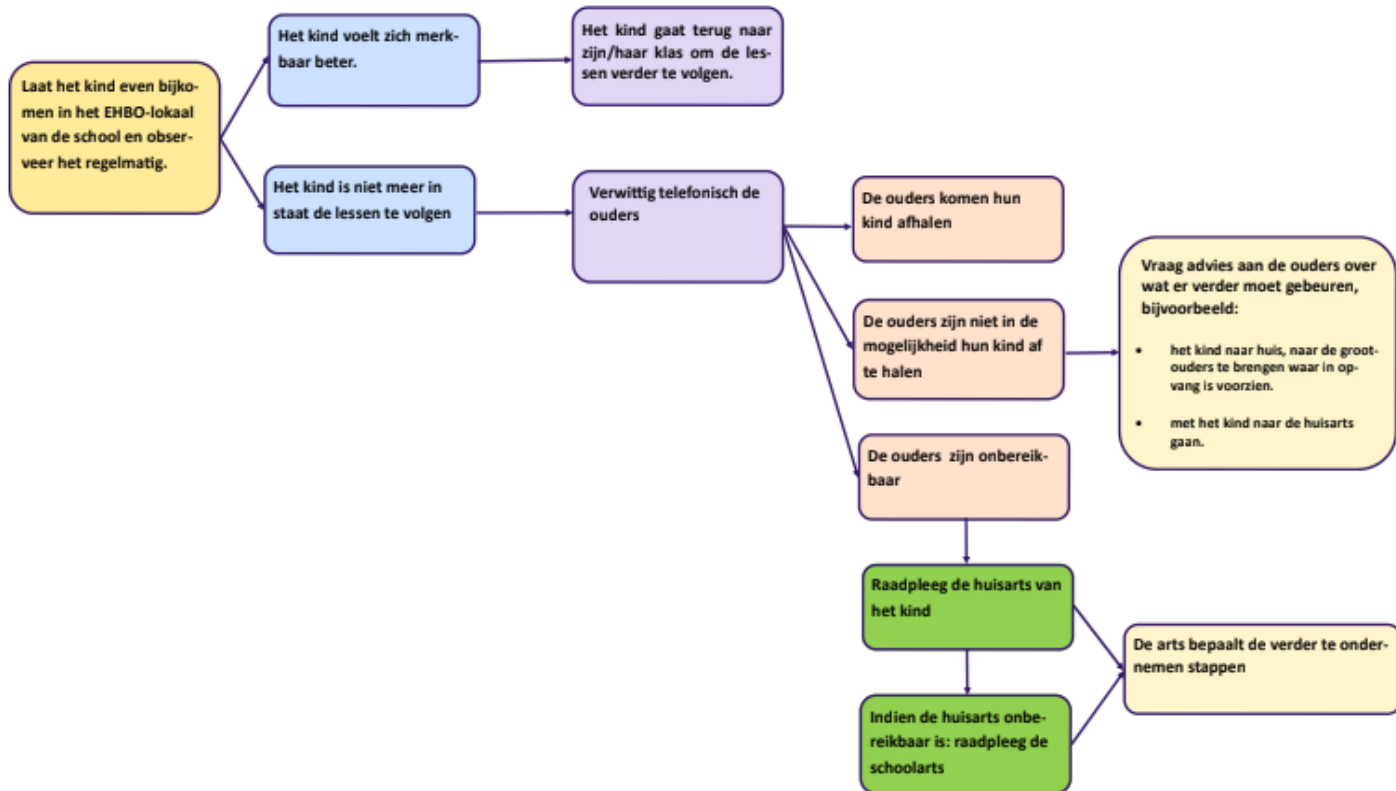 Laat het kind even bijko-
men in het EHBO-lokaal
van de school en obser-
veer het regelmatig.
Het kind voelt zich merk-
baar beter.
Het kind gaat terug naar
zijn/haar klas om de les-
sen verder te volgen.
Het kind is niet meer in
staat de lessen te volgen
Verwittig telefonisch de
ouders
De ouders komen hun
kind afhalen
De ouders zijn niet in de
mogelijkheid hun kind af
te halen
Vraag advies aan de ouders over
wat er verder moet gebeuren,
bijvoorbeeld:
• het kind naar huis, naar de groot-
ouders te brengen waar in op-
vang is voorzien.
• met het kind naar de huisarts
gaan.
De ouders zijn onbereik-
baar
Raadpleeg de huisarts van
het kind
Indien de huisarts onbe-
reikbaar is: raadpleeg de
schoolarts
De arts bepaalt de verder te onder-
nemen stappen